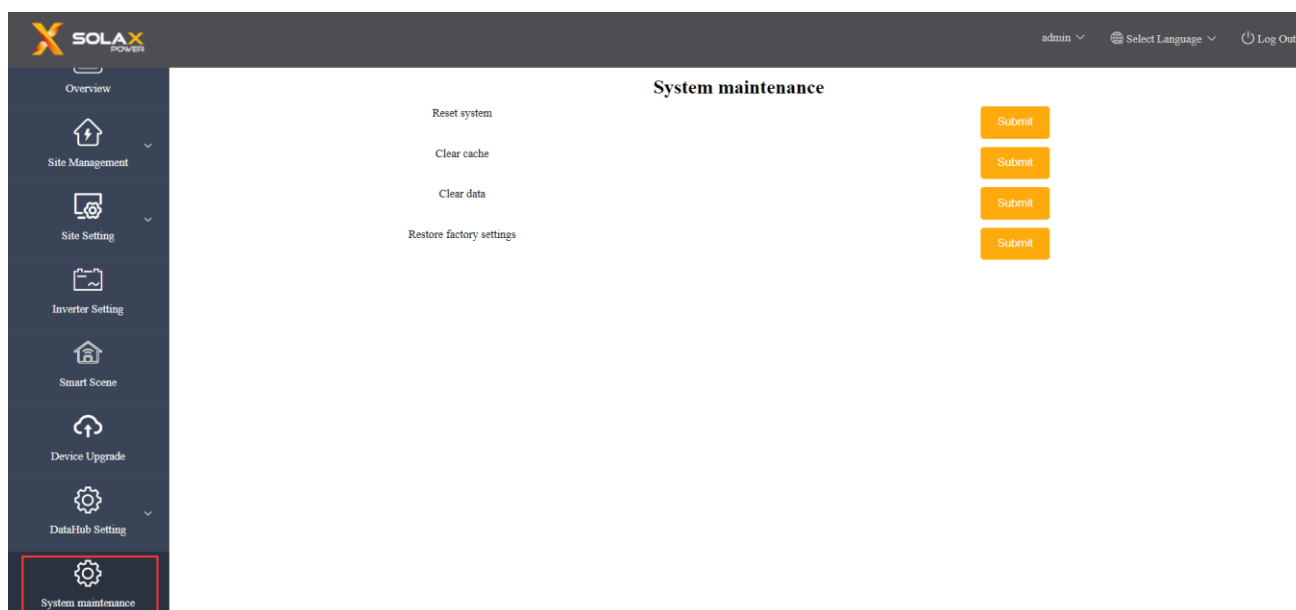 SOLAX
POWER
admin
Select Language
Log Out
Overview
Site Management
Site Setting
Inverter Setting
Smart Scene
Device Upgrade
DataHub Setting
System maintenance
System maintenance
Reset system
Submit
Clear cache
Submit
Clear data
Submit
Restore factory settings
Submit